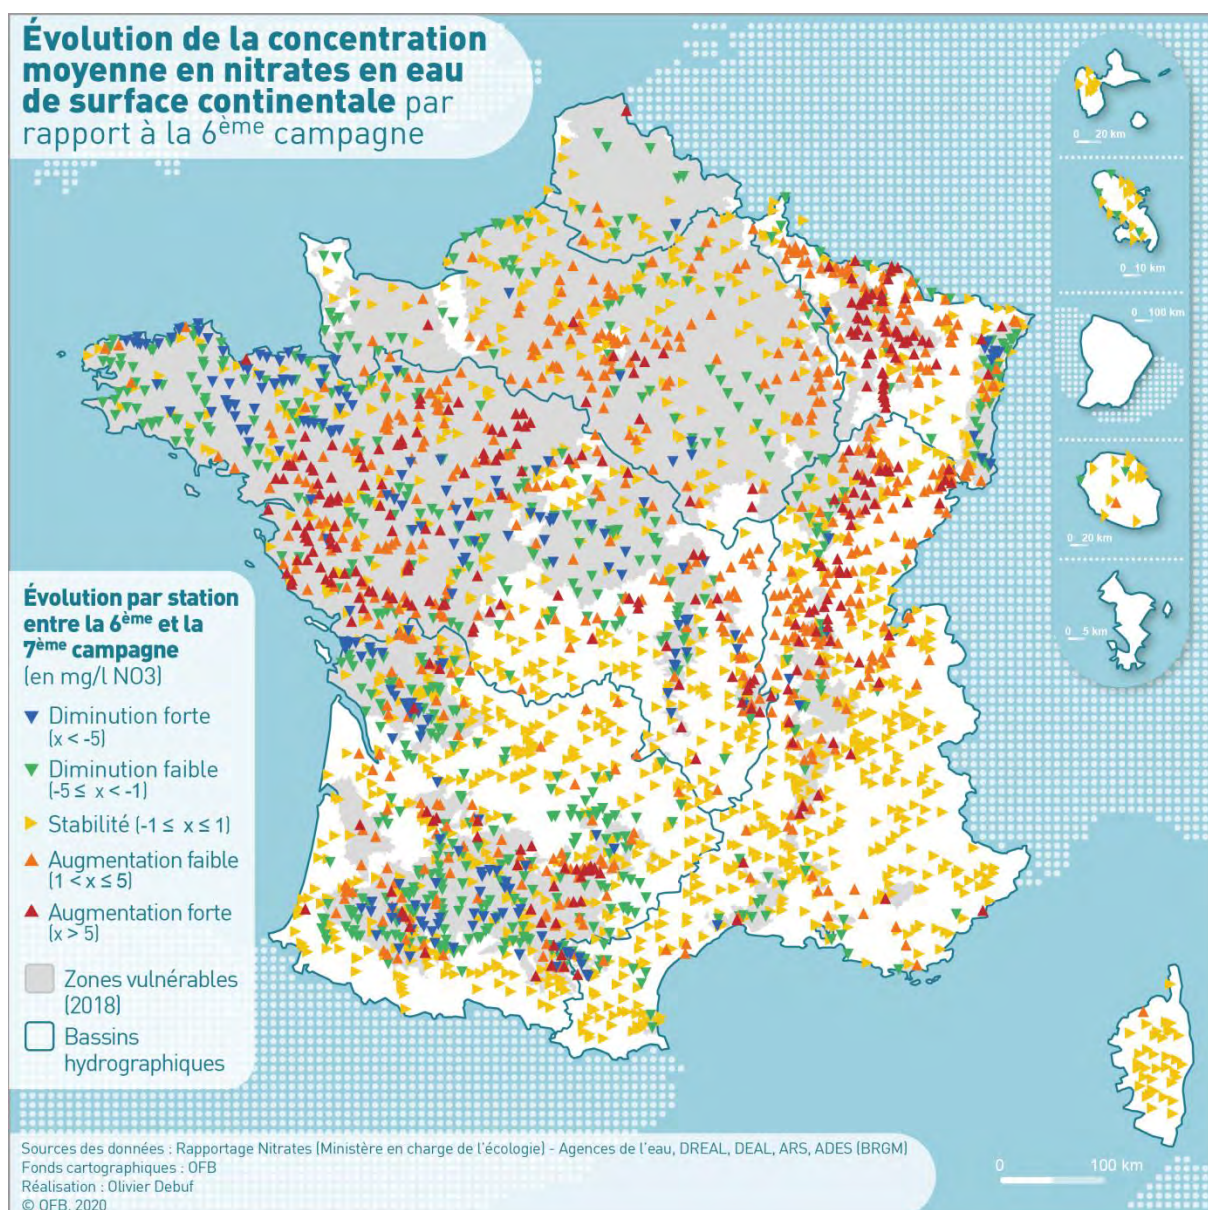 Évolution de la concentration
moyenne en nitrates en eau
de surface continentale par
rapport à la 6ème campagne
0 20 km
0 10 km
0 100 km
0 20 km
0 5 km
Évolution par station
entre la 6ème et la
7ème campagne
(en mg/l NO3)
Diminution forte
(x < -5)
Diminution faible
(-5 ≤ x < -1)
Stabilité (-1 ≤ x ≤ 1)
Augmentation faible
(1 < x ≤ 5)
Augmentation forte
(x > 5)
Zones vulnérables
(2018)
Bassins
hydrographiques
Sources des données : Rapportage Nitrates (Ministère en charge de l'écologie) - Agences de l'eau, DREAL, DEAL, ARS, ADES (BRGM)
Fonds cartographiques : OFB
Réalisation : Olivier Debuf
© OFB, 2020
0 100 km